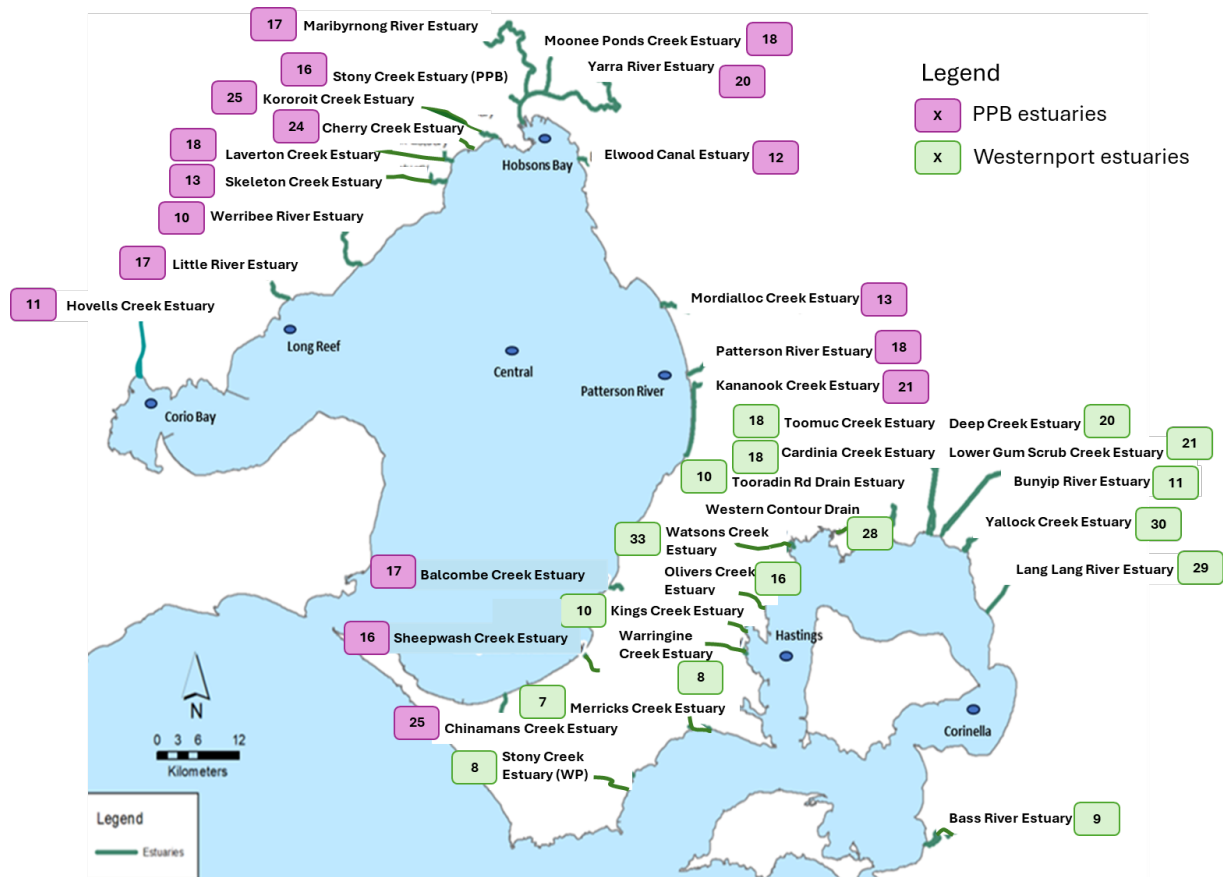 17 Maribyrnong River Estuary
Moonee Ponds Creek Estuary 18
16 Stony Creek Estuary (PPB)
Yarra River Estuary 20
25 Kororoit Creek Estuary
24 Cherry Creek Estuary
18 Laverton Creek Estuary
13 Skeleton Creek Estuary
10 Werribee River Estuary
17 Little River Estuary
11 Hovells Creek Estuary
Legend
X PPB estuaries
X Westernport estuaries
Hobsons Bay
Elwood Canal Estuary 12
Mordialloc Creek Estuary 13
Long Reef
Central
Patterson River
Corio Bay
Patterson River Estuary 18
Kananook Creek Estuary 21
18 Toomuc Creek Estuary
Deep Creek Estuary 20
18 Cardinia Creek Estuary
Lower Gum Scrub Creek Estuary 21
10 Tooradin Rd Drain Estuary
Bunyip River Estuary 11
Western Contour Drain 28
Yallock Creek Estuary 30
33 Watsons Creek
Estuary
Lang Lang River Estuary 29
Olivers Creek
Estuary 16
17 Balcombe Creek Estuary
10 Kings Creek Estuary
16 Sheepwash Creek Estuary
Warringine
Creek Estuary
8
Hastings
7 Merricks Creek Estuary
25 Chinamans Creek Estuary
Corinella
8 Stony Creek
Estuary (WP)
Bass River Estuary 9
N
0 3 6 12
Kilometers
Legend
Estuaries